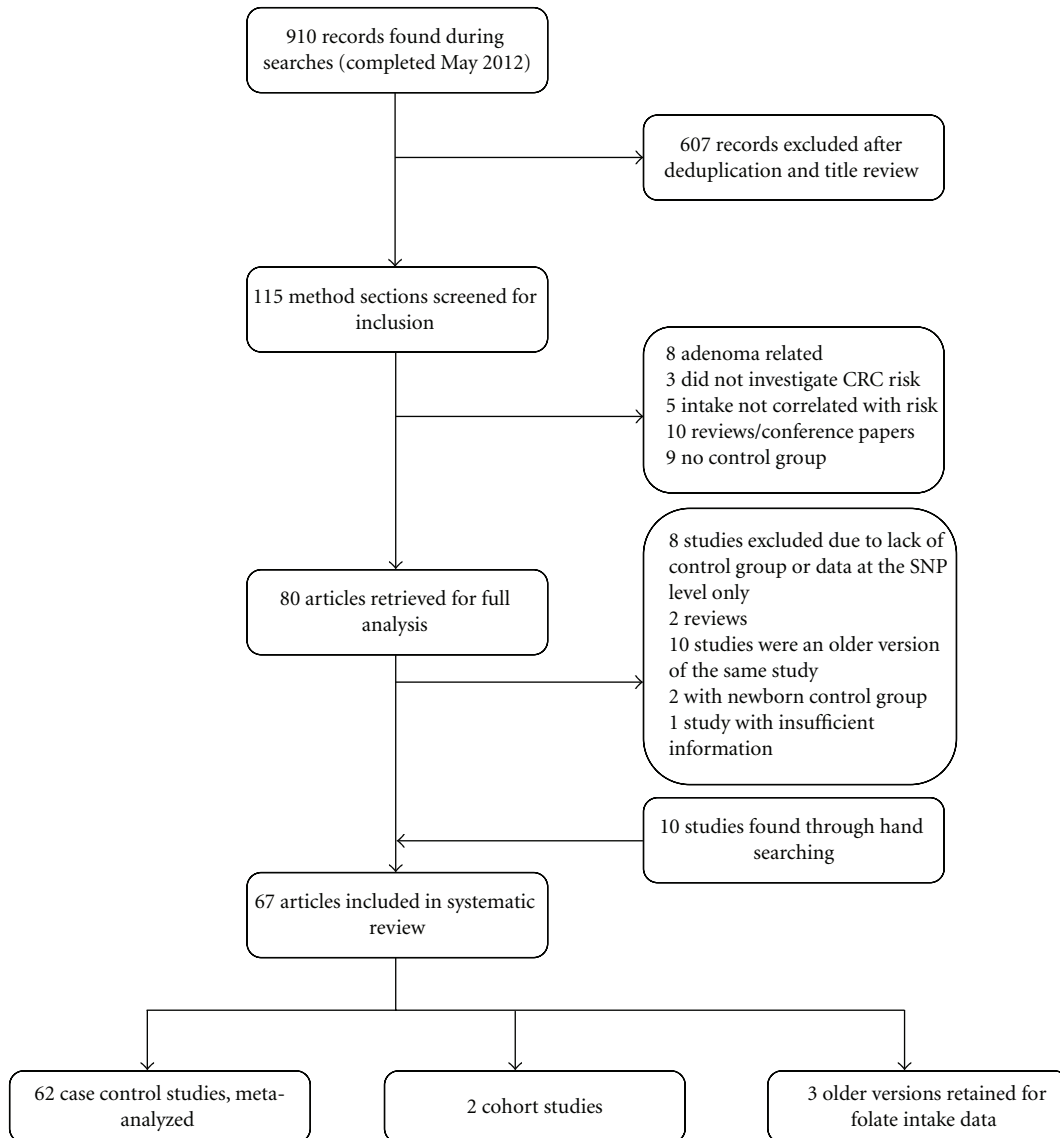 910 records found during
searches (completed May 2012)
607 records excluded after
deduplication and title review
115 method sections screened for
inclusion
8 adenoma related
3 did not investigate CRC risk
5 intake not correlated with risk
10 reviews/conference papers
9 no control group
80 articles retrieved for full
analysis
8 studies excluded due to lack of
control group or data at the SNP
level only
2 reviews
10 studies were an older version
of the same study
2 with newborn control group
1 study with insufficient
information
10 studies found through hand
searching
67 articles included in systematic
review
62 case control studies, meta-
analyzed
2 cohort studies
3 older versions retained for
folate intake data